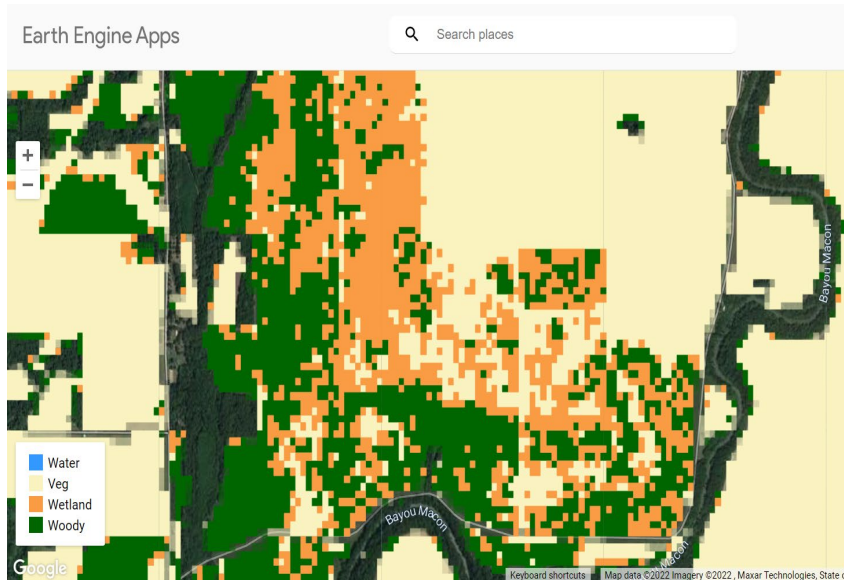 Earth Engine Apps
Search places
+
−
Bayou Macon
Water
Veg
Wetland
Woody
Bayou Macon
Macon
Google
Keyboard shortcuts
Map data ©2022 Imagery ©2022 , Maxar Technologies, State o